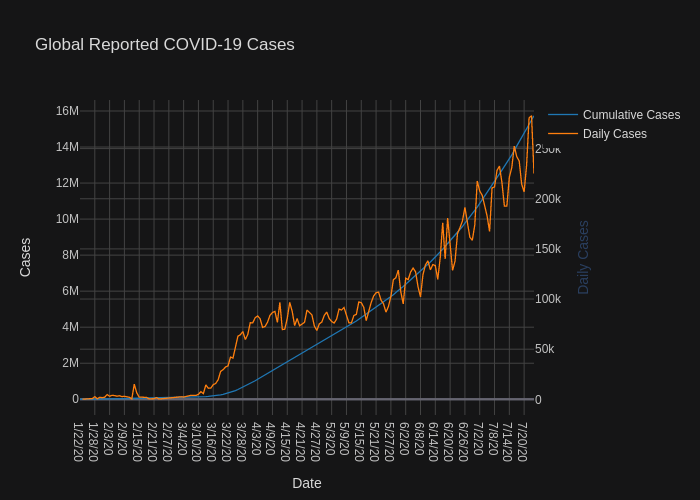 Global Reported COVID-19 Cases
Cumulative Cases
Daily Cases
Cases
16M
14M
12M
10M
8M
6M
4M
2M
0
250k
200k
150k
100k
50k
0
Daily Cases
1/22/20
1/28/20
2/3/20
2/9/20
2/15/20
2/21/20
2/27/20
3/4/20
3/10/20
3/16/20
3/22/20
3/28/20
4/3/20
4/9/20
4/15/20
4/21/20
4/27/20
5/3/20
5/9/20
5/15/20
5/21/20
5/27/20
6/2/20
6/8/20
6/14/20
6/20/20
6/26/20
7/2/20
7/8/20
7/14/20
7/20/20
Date